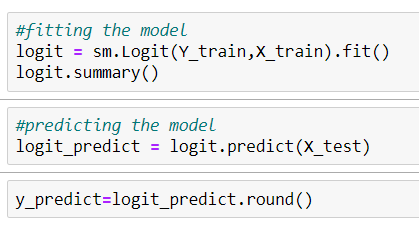 #fitting the model
logit = sm.Logit(Y_train,X_train).fit()
logit.summary()
#predicting the model
logit_predict = logit.predict(X_test)
y_predict=logit_predict.round()